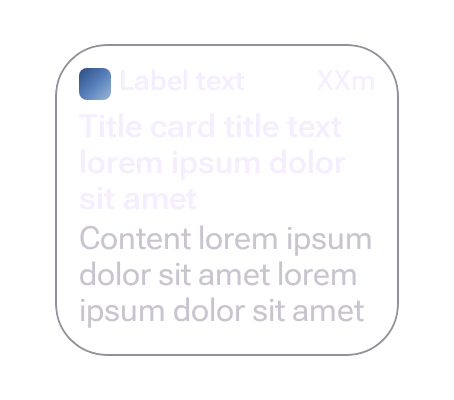 Label text XXm
Title card title text
lorem ipsum dolor
sit amet
Content lorem ipsum
dolor sit amet lorem
ipsum dolor sit amet